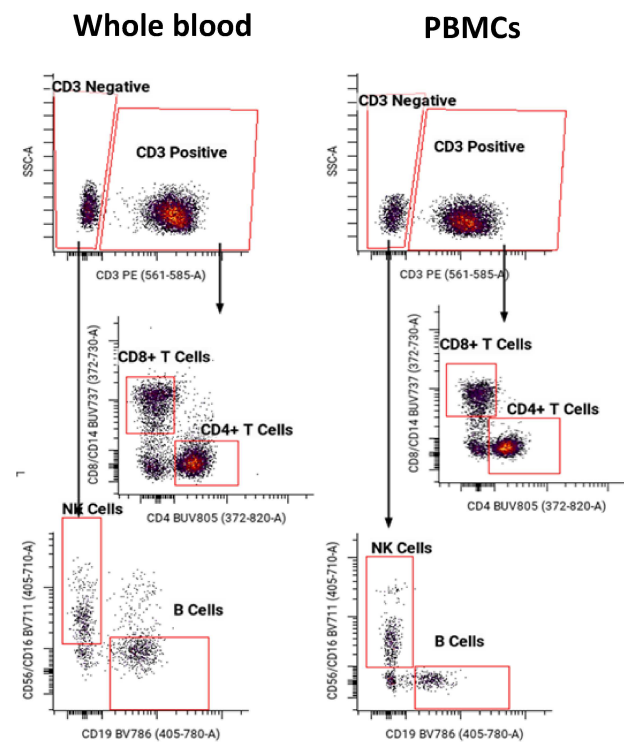 Whole blood
PBMCs
CD3 Negative
CD3 Positive
SSC-A
CD3 PE (561-585-A)
CD3 Negative
CD3 Positive
SSC-A
CD3 PE (561-585-A)
CD8+ T Cells
CD4+ T Cells
CD8/CD14 BUV737 (372-730-A)
CD4 BUV805 (372-820-A)
CD8+ T Cells
CD4+ T Cells
CD8/CD14 BUV737 (372-730-A)
CD4 BUV805 (372-820-A)
NK Cells
B Cells
CD56/CD16 BV711 (405-710-A)
CD19 BV786 (405-780-A)
NK Cells
B Cells
CD56/CD16 BV711 (405-710-A)
CD19 BV786 (405-780-A)